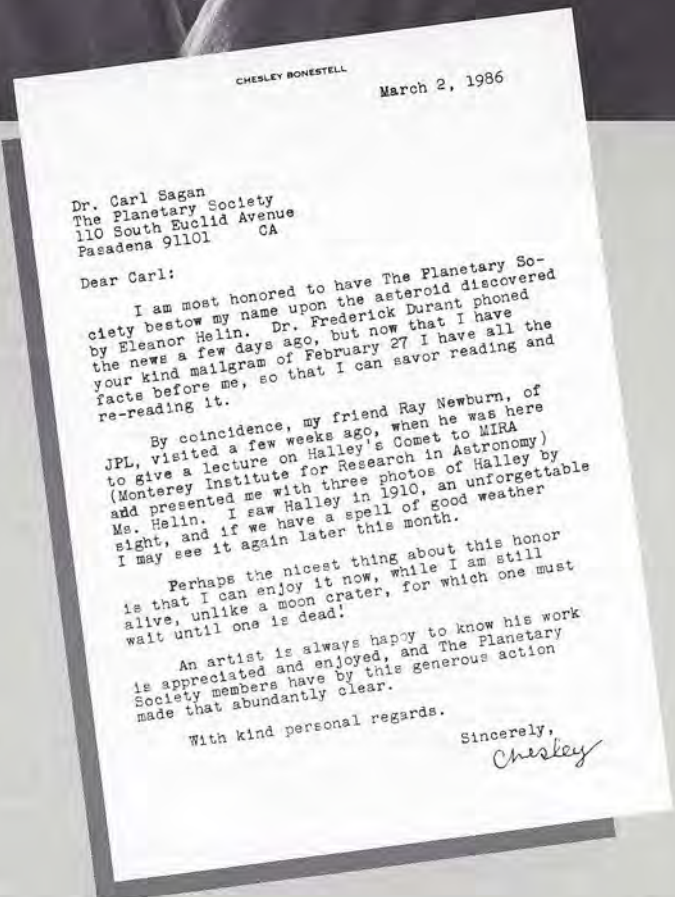 CHESLEY BONESTELL
March 2, 1986
Dr. Carl Sagan
The Planetary Society
110 South Euclid Avenue
Pasadena 91101 CA
Dear Carl:
I am most honored to have The Planetary So-
ciety bestow my name upon the asteroid discovered
by Eleanor Helin. Dr. Frederick Durant phoned
the news a few days ago, but now that I have
your kind mailgram of February 27 I have all the
facts before me, so that I can savor reading and
re-reading it.
By coincidence, my friend Ray Newburn, of
JPL, visited a few weeks ago, when he was here
to give a lecture on Halley's Comet to MIRA
(Monterey Institute for Research in Astronomy)
and presented me with three photos of Halley by
Ms. Helin. I saw Halley in 1910, an unforgettable
sight, and if we have a spell of good weather
I may see it again later this month.
Perhaps the nicest thing about this honor
is that I can enjoy it now, while I am still
alive, unlike a moon crater, for which one must
wait until one is dead!
An artist is always happy to know his work
is appreciated and enjoyed, and The Planetary
Society members have by this generous action
made that abundantly clear.
With kind personal regards.
Sincerely,
Chesley